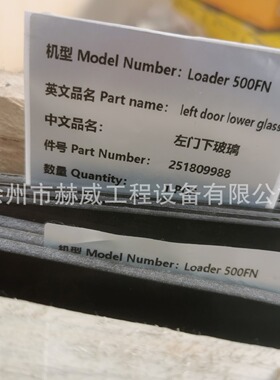 机型 Model Number: Loader 500FN
英文品名 Part name: left door lower glass
中文品名: 左门下玻璃
件号 Part Number: 251809988
数量 Quantity:
州市赫威工程设备有限公
机型 Model Number: Loader 500FN